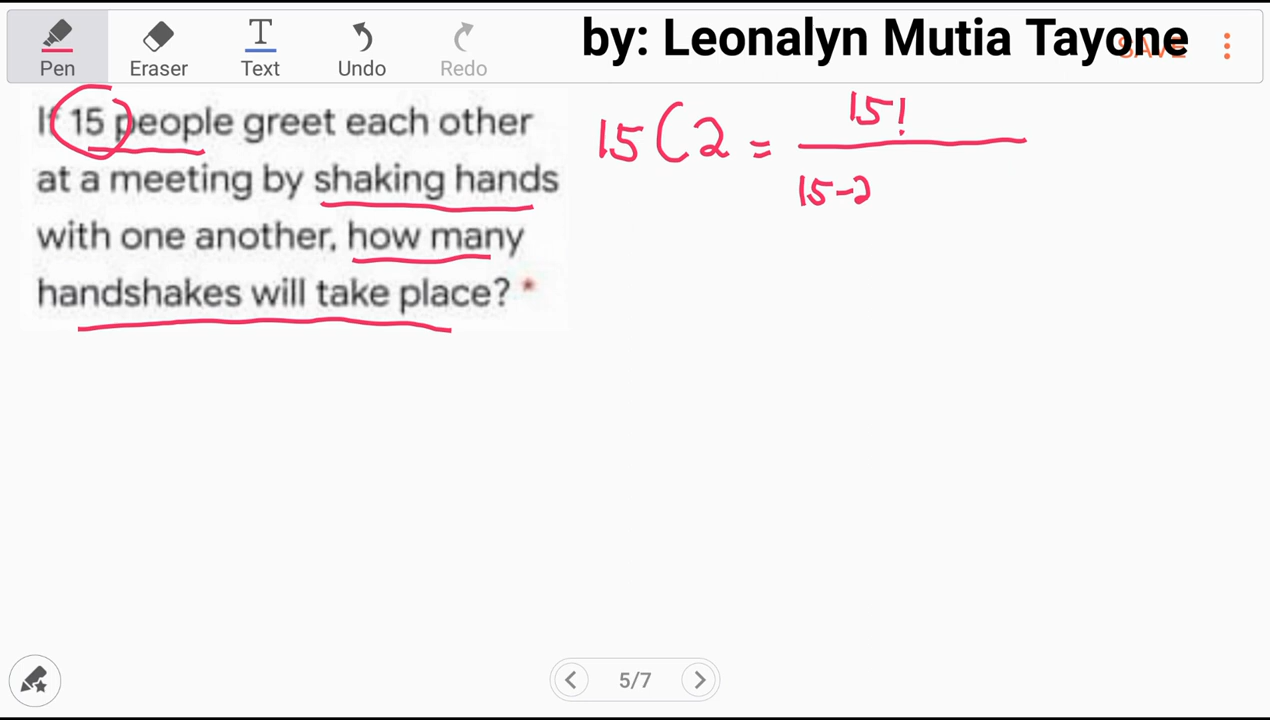 by: Leonalyn Mutia Tayone
Pen Eraser Text Undo Redo SAVE
If 15 people greet each other
at a meeting by shaking hands
with one another, how many
handshakes will take place? *
15C2 = 15!
15-2
5/7